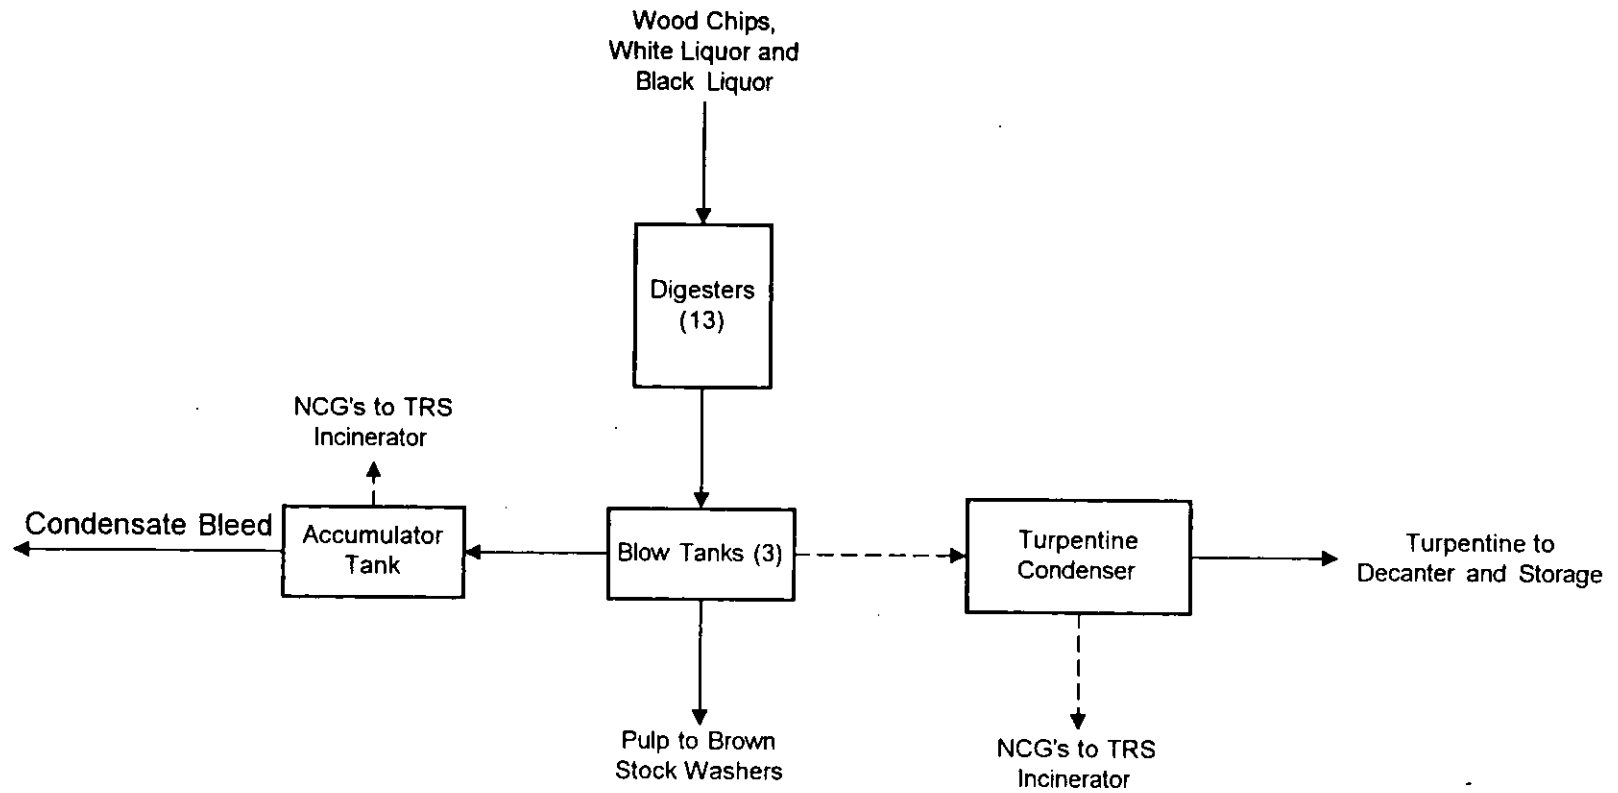 Wood Chips,
White Liquor and
Black Liquor
Digesters
(13)
NCG's to TRS
Incinerator
Condensate Bleed
Accumulator
Tank
Blow Tanks (3)
Turpentine
Condenser
Turpentine to
Decanter and Storage
Pulp to Brown
Stock Washers
NCG's to TRS
Incinerator